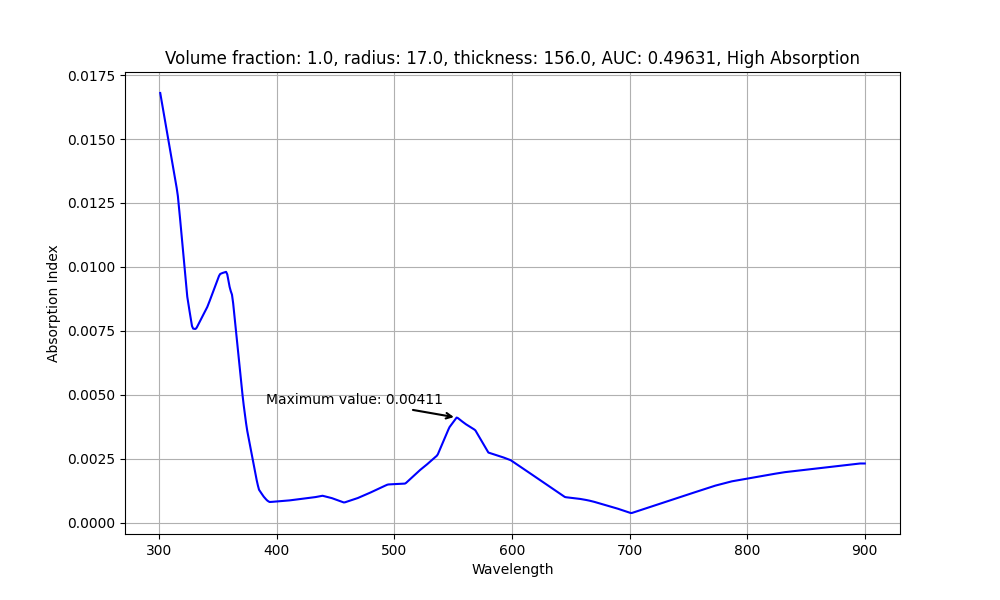 Volume fraction: 1.0, radius: 17.0, thickness: 156.0, AUC: 0.49631, High Absorption
0.0175
0.0150
0.0125
0.0100
0.0075
0.0050
0.0025
0.0000
Absorption Index
Maximum value: 0.00411
300 400 500 600 700 800 900
Wavelength